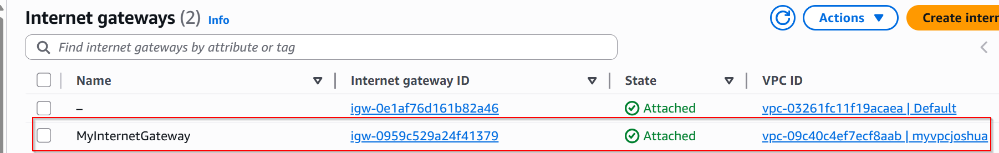 Internet gateways (2) Info
Actions
Create inter
Find internet gateways by attribute or tag
Name Internet gateway ID State VPC ID
– igw-0e1af76d161b82a46 Attached vpc-03261fc11f19acaea | Default
MyInternetGateway igw-0959c529a24f41379 Attached vpc-09c40c4ef7ecf8aab | myvpcjoshua